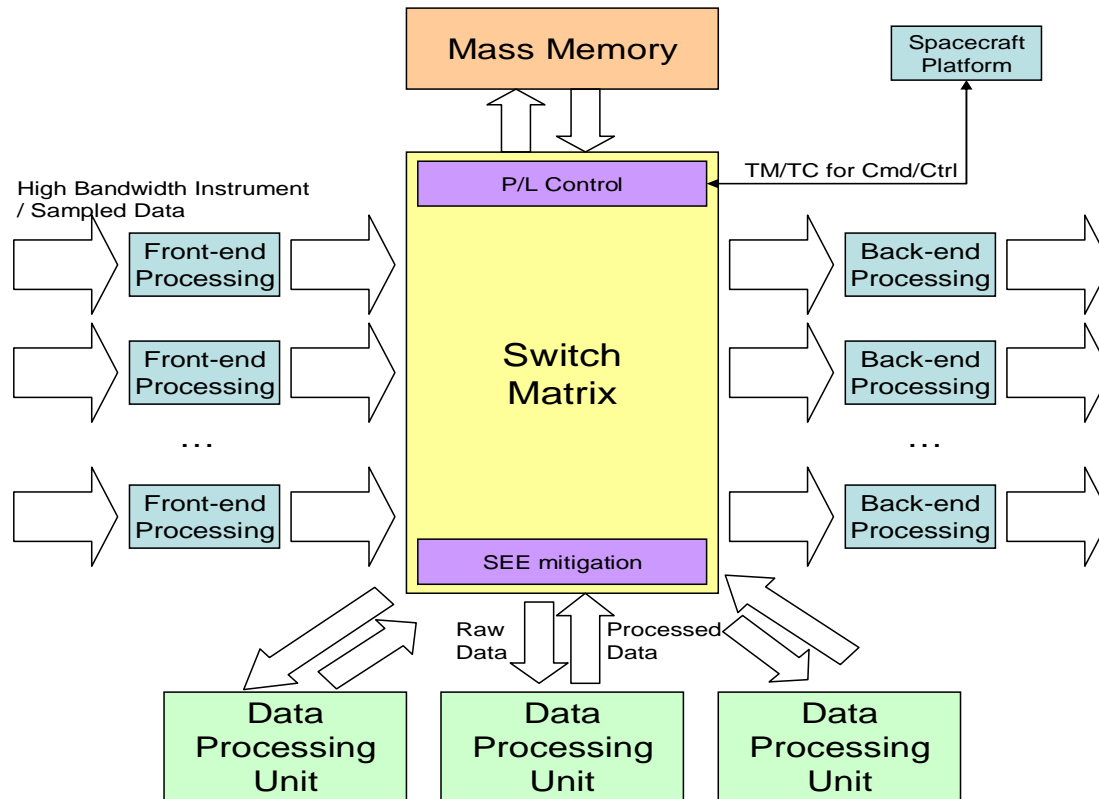 Mass Memory
Spacecraft
Platform
P/L Control
TM/TC for Cmd/Ctrl
High Bandwidth Instrument
/ Sampled Data
Front-end
Processing
Back-end
Processing
Front-end
Processing
Switch
Matrix
Back-end
Processing
...
...
Front-end
Processing
Back-end
Processing
SEE mitigation
Raw
Data
Processed
Data
Data
Processing
Unit
Data
Processing
Unit
Data
Processing
Unit